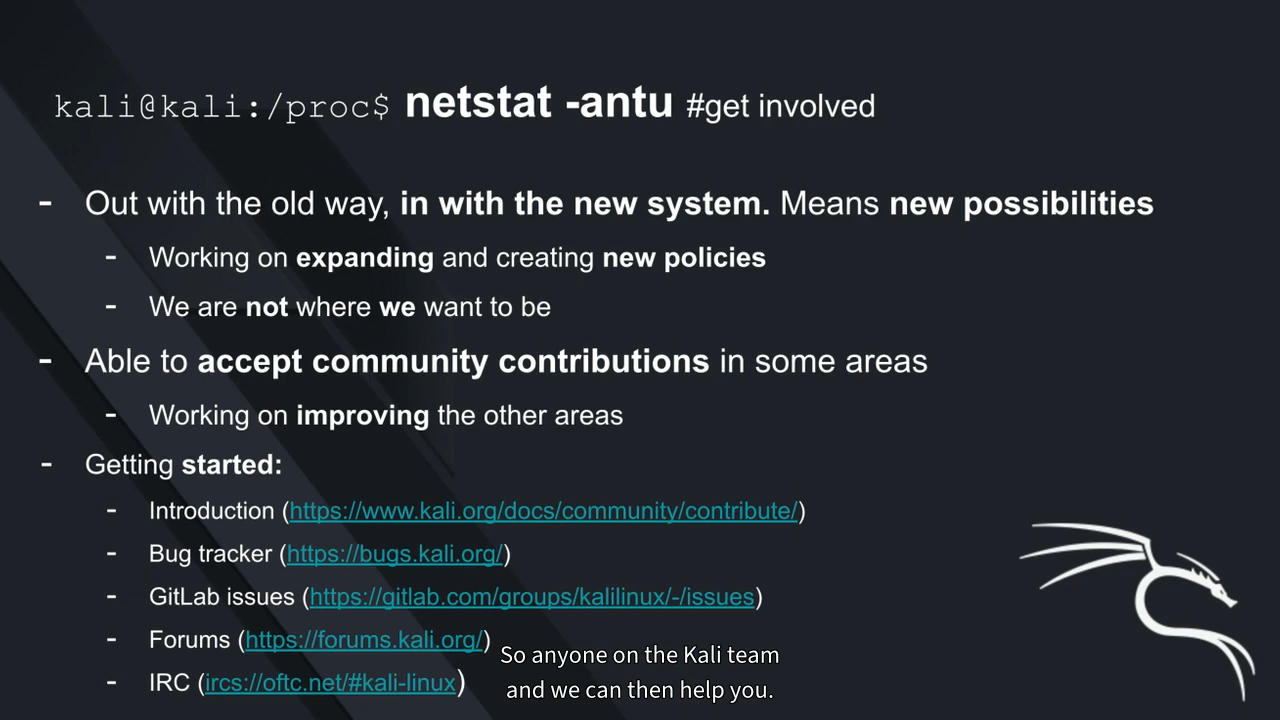 kali@kali:/proc$ netstat -antu #get involved
- Out with the old way, in with the new system. Means new possibilities
- Working on expanding and creating new policies
- We are not where we want to be
- Able to accept community contributions in some areas
- Working on improving the other areas
- Getting started:
- Introduction (https://www.kali.org/docs/community/contribute/)
- Bug tracker (https://bugs.kali.org/)
- GitLab issues (https://gitlab.com/groups/kalilinux/-/issues)
- Forums (https://forums.kali.org/)
- IRC (ircs://oftc.net/#kali-linux)
So anyone on the Kali team
and we can then help you.